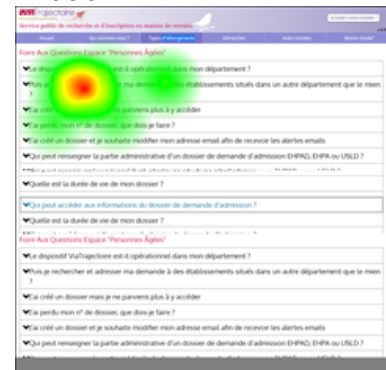 Trajectoire
Service public de recherche et d'inscription en maison de retraite
Accueil Qui sommes-nous ? Types d'hébergements Démarches Aides sociales Besoin d'aide?
Foire Aux Questions Espace "Personnes Âgées"
Le dispositif est-il opérationnel dans mon département ?
Puis-je des établissements situés dans un autre département que le mien
?
J'ai créé un ne parviens plus à y accéder
J'ai perdu mon n° de dossier, que dois-je faire ?
J'ai créé un dossier et je souhaite modifier mon adresse email afin de recevoir les alertes emails
Qui peut renseigner la partie administrative d'un dossier de demande d'admission EHPAD, EHPA ou USLD ?
Quelle est la durée de vie de mon dossier ?
Qui peut accéder aux informations du dossier de demande d'admission ?
Quelle est la durée de vie de mon dossier ?
Foire Aux Questions Espace "Personnes Âgées"
Le dispositif ViaTrajectoire est-il opérationnel dans mon département ?
Puis-je rechercher et adresser ma demande à des établissements situés dans un autre département que le mien
?
J'ai créé un dossier mais je ne parviens plus à y accéder
J'ai perdu mon n° de dossier, que dois-je faire ?
J'ai créé un dossier et je souhaite modifier mon adresse email afin de recevoir les alertes emails
Qui peut renseigner la partie administrative d'un dossier de demande d'admission EHPAD, EHPA ou USLD ?